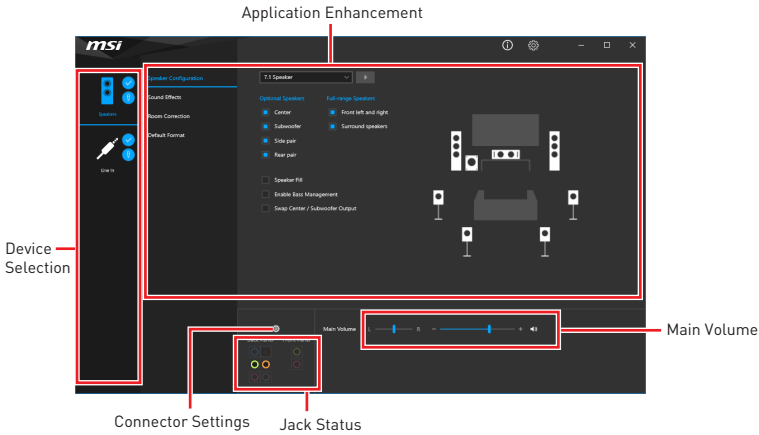 Application Enhancement
msi
Speaker Configuration
Sound Effects
Room Correction
Default Format
Speakers
Line In
7.1 Speaker
Optional Speakers
Full-range Speakers
Center
Front left and right
Subwoofer
Surround speakers
Side pair
Rear pair
Speaker Fill
Enable Bass Management
Swap Center / Subwoofer Output
Device
Selection
Main Volume
L
R
Main Volume
Connector Settings
Jack Status